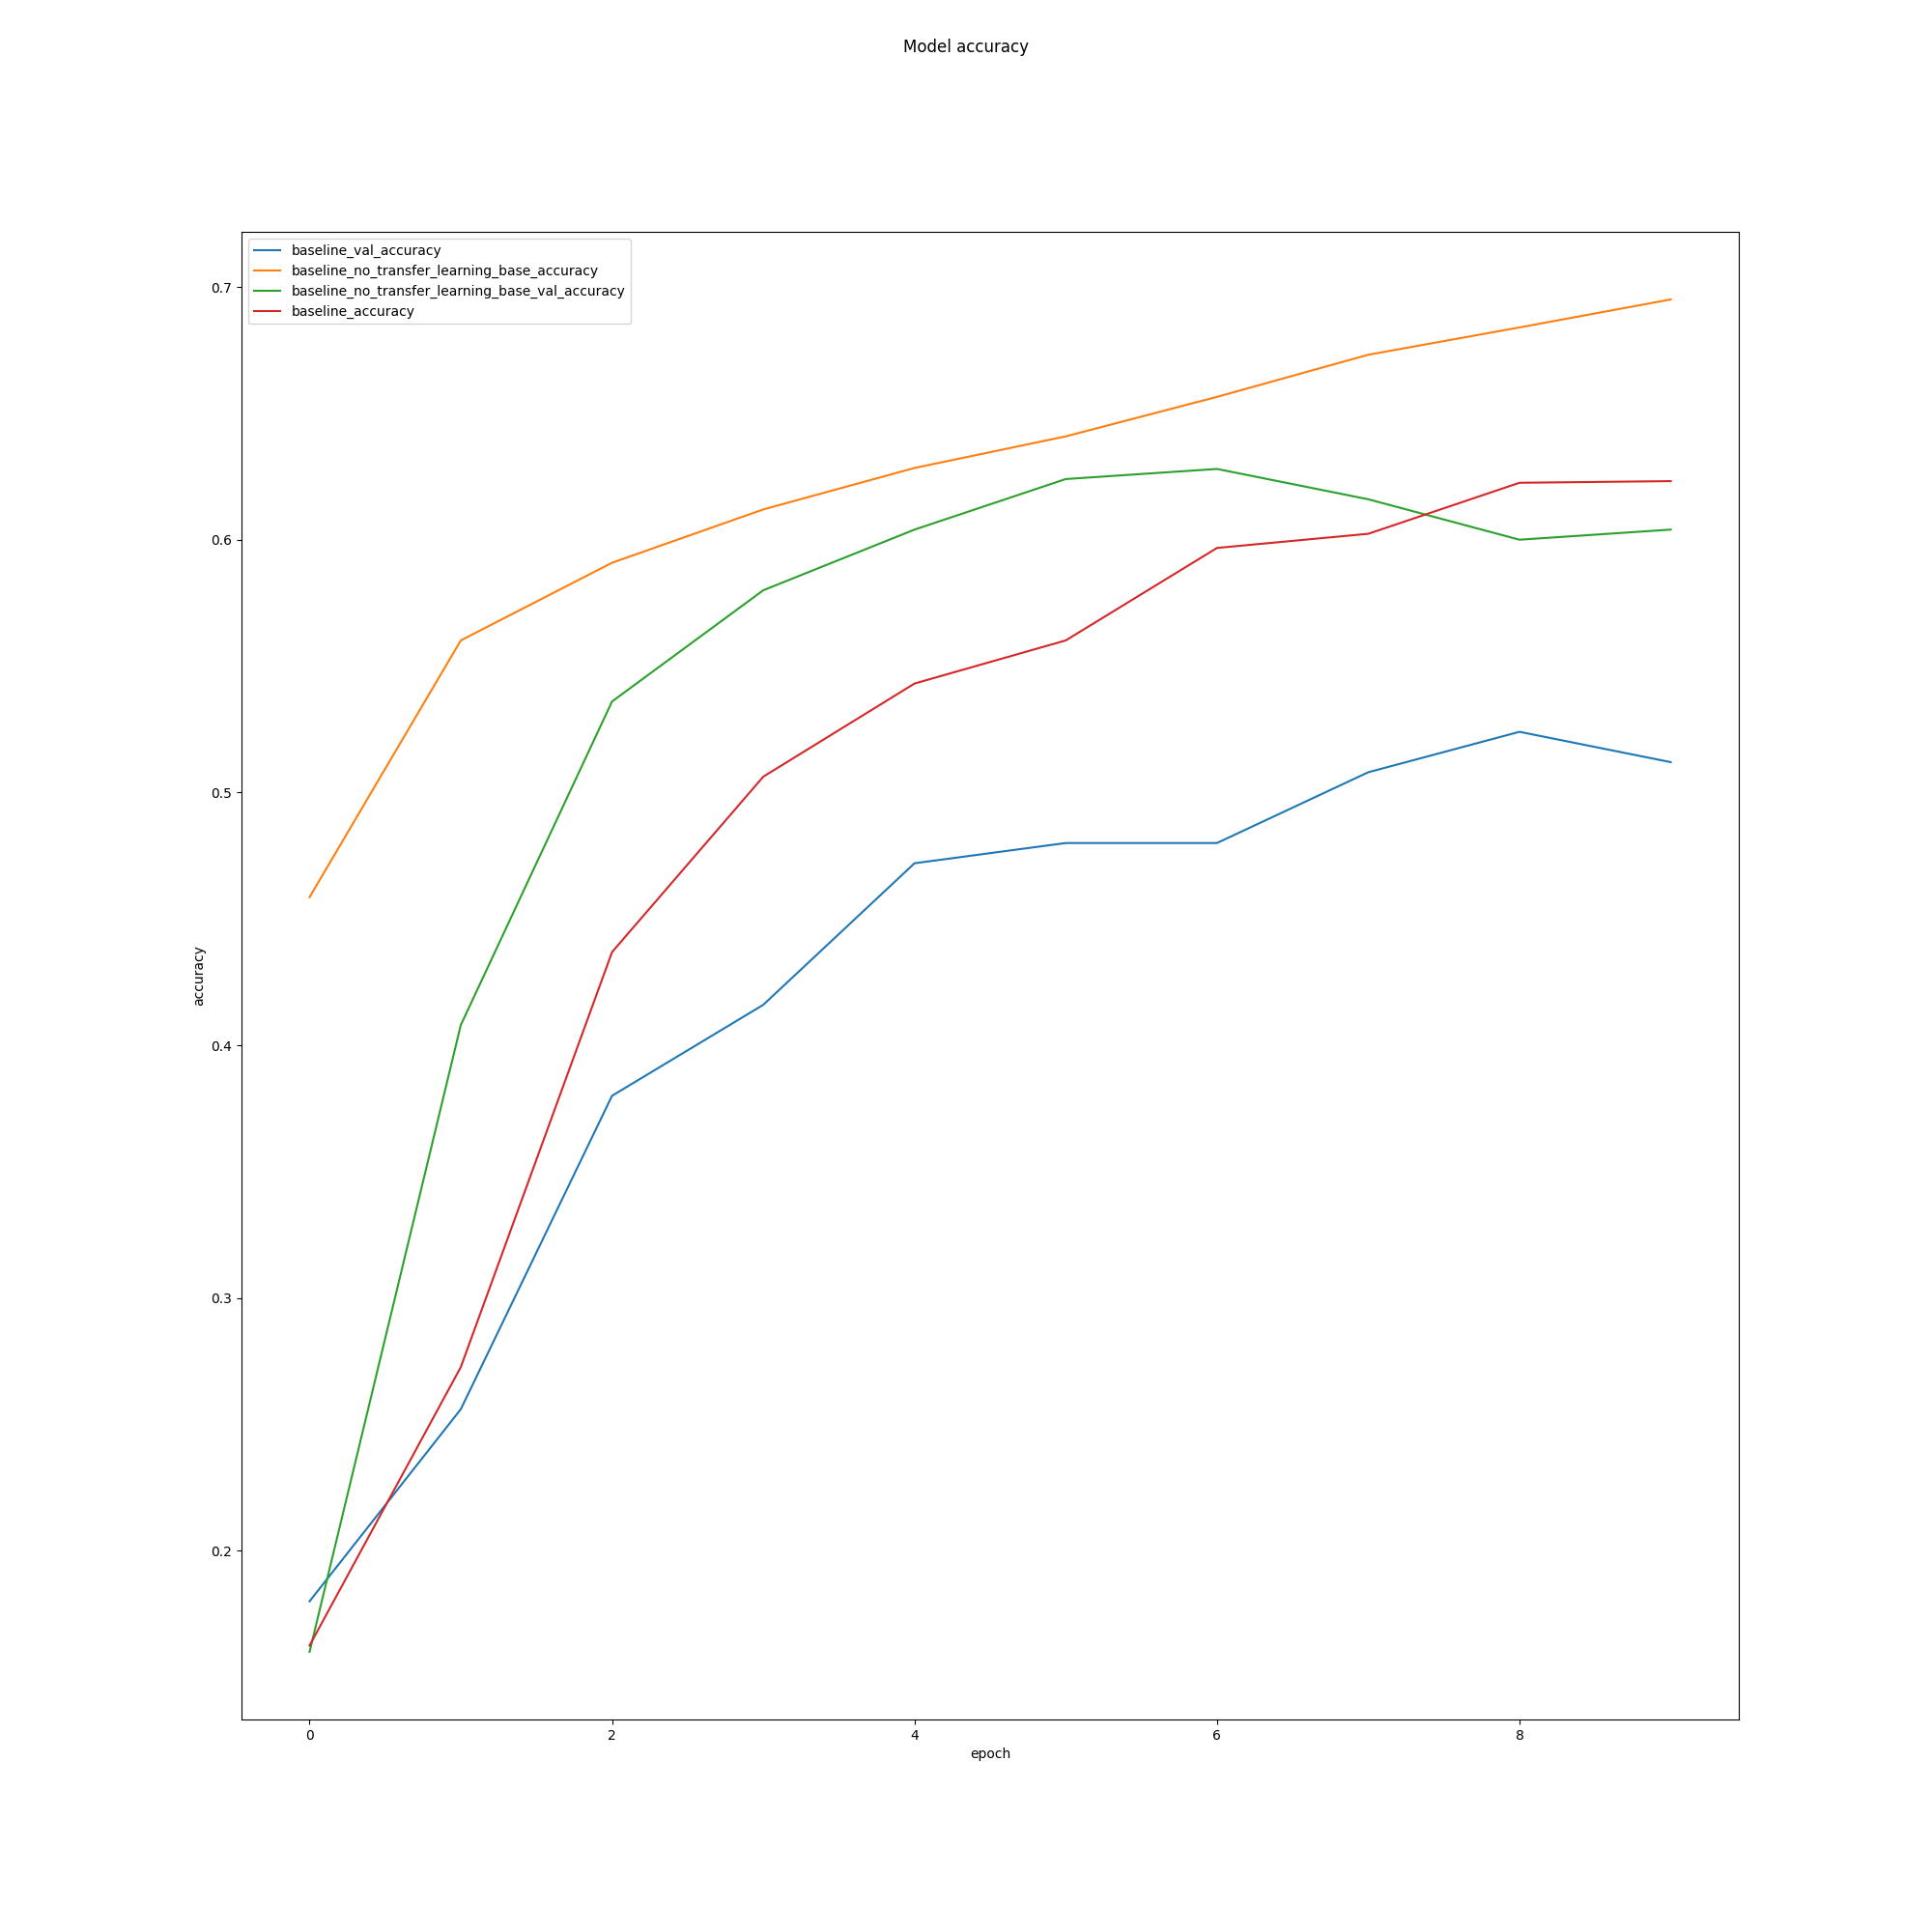 Model accuracy
baseline_val_accuracy
baseline_no_transfer_learning_base_accuracy
baseline_no_transfer_learning_base_val_accuracy
baseline_accuracy
0.7
0.6
0.5
0.4
0.3
0.2
accuracy
0 2 4 6 8
epoch